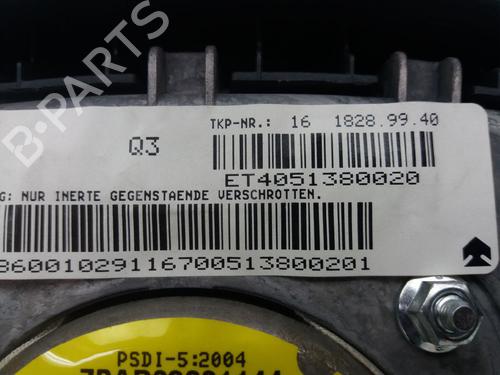 TKP-NR.: 16 1828.99.40
Q3
ET4051380020
G: NUR INERTE GEGENSTAENDE VERSCHROTTEN.
86001029116700513800201
PSDI-5:2004
B-PARTS